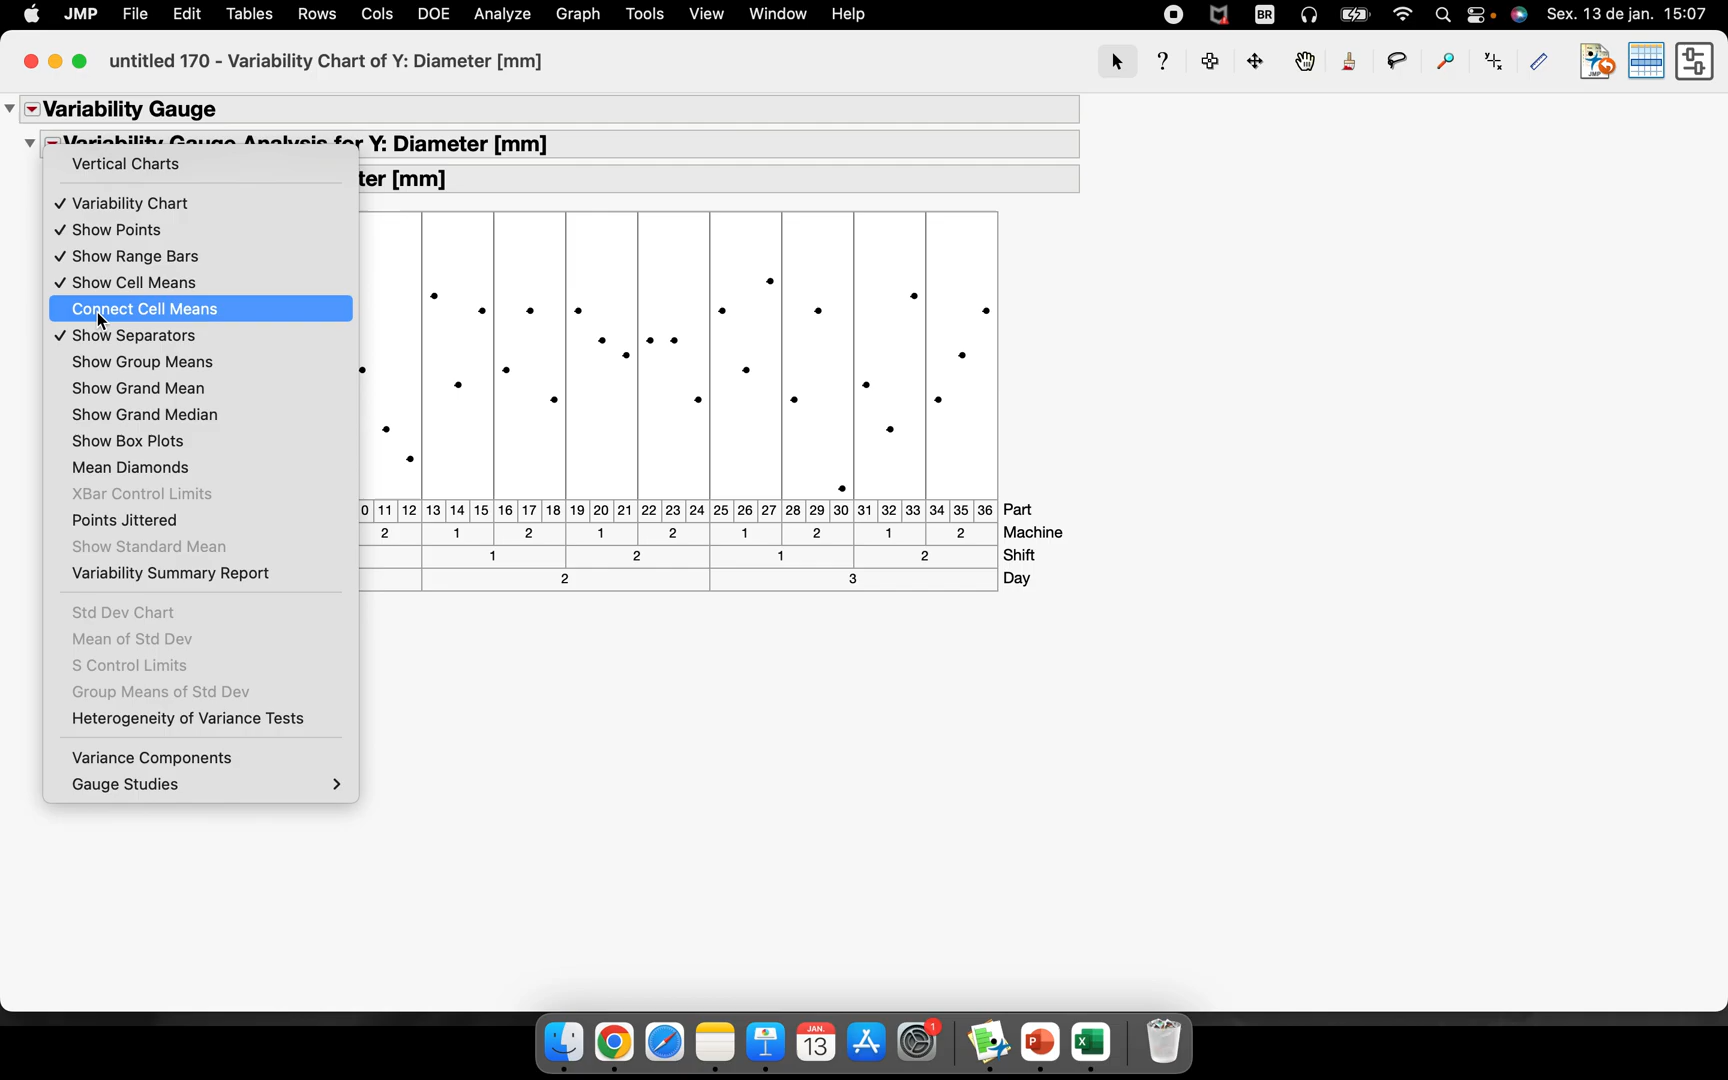 JMP File Edit Tables Rows Cols DOE Analyze Graph Tools View Window Help BR Sex. 13 de jan. 15:07
untitled 170 - Variability Chart of Y: Diameter [mm]
Variability Gauge
Variability Gauge Analysis for Y: Diameter [mm]
ter [mm]
Vertical Charts
Variability Chart
Show Points
Show Range Bars
Show Cell Means
Connect Cell Means
Show Separators
Show Group Means
Show Grand Mean
Show Grand Median
Show Box Plots
Mean Diamonds
XBar Control Limits
Points Jittered
Show Standard Mean
Variability Summary Report
Std Dev Chart
Mean of Std Dev
S Control Limits
Group Means of Std Dev
Heterogeneity of Variance Tests
Variance Components
Gauge Studies
0 11 12 13 14 15 16 17 18 19 20 21 22 23 24 25 26 27 28 29 30 31 32 33 34 35 36 Part
2 1 2 1 2 1 2 1 2 Machine
1 2 1 2 Shift
2 3 Day
JAN. 13 1